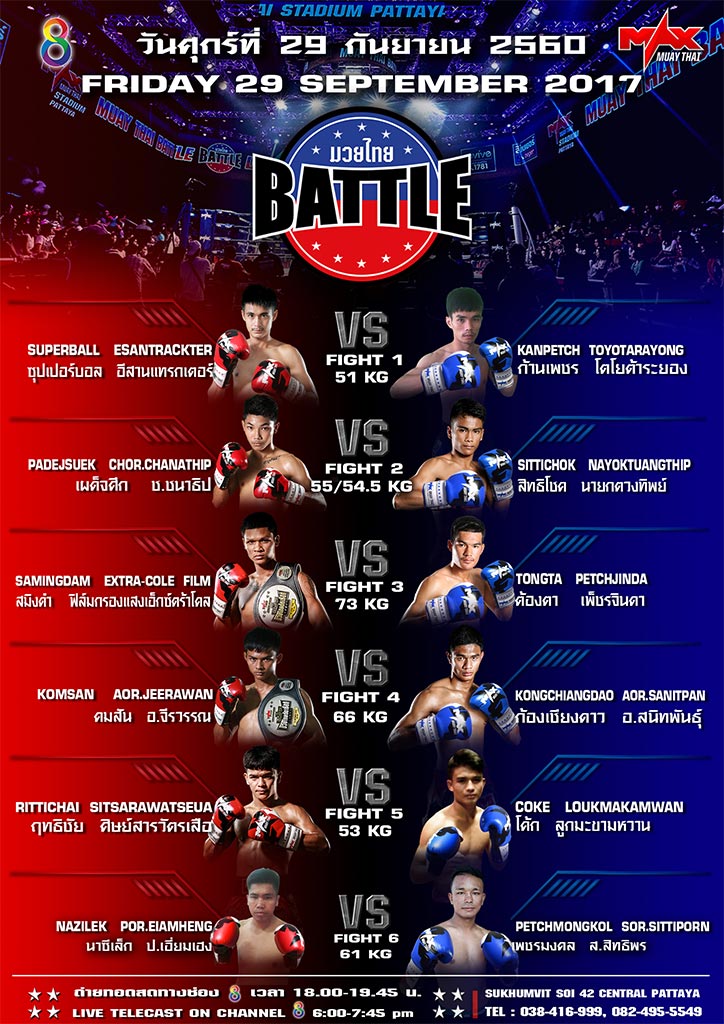 AI STADIUM PATTAYA
8
วันศุกร์ที่ 29 กันยายน 2560
MAX
MUAY THAI
FRIDAY 29 SEPTEMBER 2017
STADIUM
PATTAYA
MUAY THAI BATTLE
MUAY THAI BA
STADIUM
PATTAYA
มวยไทย
BATTLE
SUPERBALL ESANTRACKTER
ซุปเปอร์บอล อีสานแทรกเตอร์
VS
FIGHT 1
51 KG
KANPETCH TOYOTARAYONG
ก้านเพชร โตโยต้าระยอง
PADEJSUEK CHOR.CHANATHIP
เผด็จศึก ช.ชนาธิป
VS
FIGHT 2
55/54.5 KG
SITTICHOK NAYOKTUANGTHIP
สิทธิโชค นายกตวงทิพย์
SAMINGDAM EXTRA-COLE FILM
สมิงดำ ฟิล์มกรองแสงเอ็กซ์ตร้าโคล
VS
FIGHT 3
73 KG
TONGTA PETCHJINDA
ต้องตา เพ็ชรจินดา
KOMSAN AOR.JEERAWAN
คมสัน อ.จีรวรรณ
VS
FIGHT 4
66 KG
KONGCHIANGDAO AOR.SANITPAN
ก้องเชียงดาว อ.สนิทพันธุ์
RITTICHAI SITSARAWATSEUA
ฤทธิชัย ศิษย์สารวัตรเสือ
VS
FIGHT 5
53 KG
COKE LOUKMAKAMWAN
โค้ก ลูกมะขามหวาน
NAZILEK POR.EIAMHENG
นาซีเล็ก ป.เอี่ยมเฮง
VS
FIGHT 6
61 KG
PETCHMONGKOL SOR.SITTIPORN
เพชรมงคล ส.สิทธิพร
ถ่ายทอดสดทางช่อง 8 เวลา 18.00-19.45 น.
LIVE TELECAST ON CHANNEL 8 6:00-7:45 pm
SUKHUMVIT SOI 42 CENTRAL PATTAYA
TEL : 038-416-999, 082-495-5549